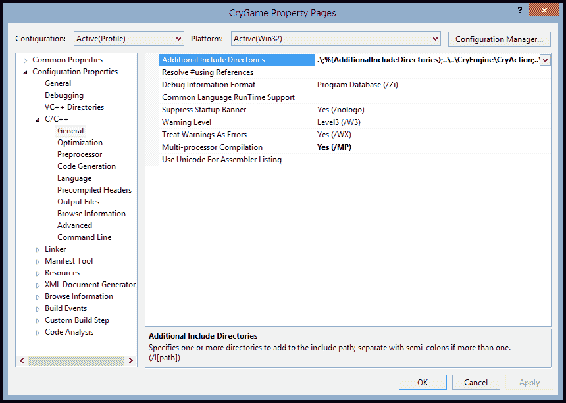 CryGame Property Pages
?
Configuration: Active(Profile) Platform: Active(Win32) Configuration Manager...
Common Properties
Configuration Properties
General
Debugging
VC++ Directories
C/C++
General
Optimization
Preprocessor
Code Generation
Language
Precompiled Headers
Output Files
Browse Information
Advanced
Command Line
Linker
Manifest Tool
Resources
XML Document Generator
Browse Information
Build Events
Custom Build Step
Code Analysis
Additional Include Directories .\;%(AdditionalIncludeDirectories);..\..\CryEngine\CryAction;..
Resolve #using References
Debug Information Format Program Database (/Zi)
Common Language RunTime Support
Suppress Startup Banner Yes (/nologo)
Warning Level Level3 (/W3)
Treat Warnings As Errors Yes (/WX)
Multi-processor Compilation Yes (/MP)
Use Unicode For Assembler Listing
Additional Include Directories
Specifies one or more directories to add to the include path; separate with semi-colons if more than one.
(/I[path])
OK Cancel Apply